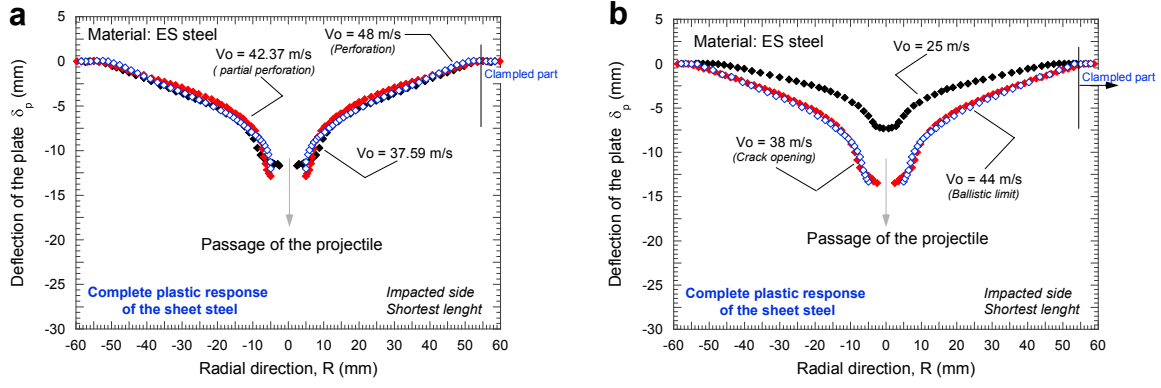 a
Material: ES steel
Vo = 42.37 m/s
( partial perforation)
Vo = 48 m/s
(Perforation)
Clampled part
Vo = 37.59 m/s
Passage of the projectile
Complete plastic response
of the sheet steel
Impacted side
Shortest lenght
Deflection of the plate δp (mm)
5
0
-5
-10
-15
-20
-25
-30
-60 -50 -40 -30 -20 -10 0 10 20 30 40 50 60
Radial direction, R (mm)
b
Material: ES steel
Vo = 25 m/s
Clampled part
Vo = 38 m/s
(Crack opening)
Vo = 44 m/s
(Ballistic limit)
Passage of the projectile
Complete plastic response
of the sheet steel
Impacted side
Shortest lenght
Deflection of the plate δp (mm)
5
0
-5
-10
-15
-20
-25
-30
-60 -50 -40 -30 -20 -10 0 10 20 30 40 50 60
Radial direction, R (mm)